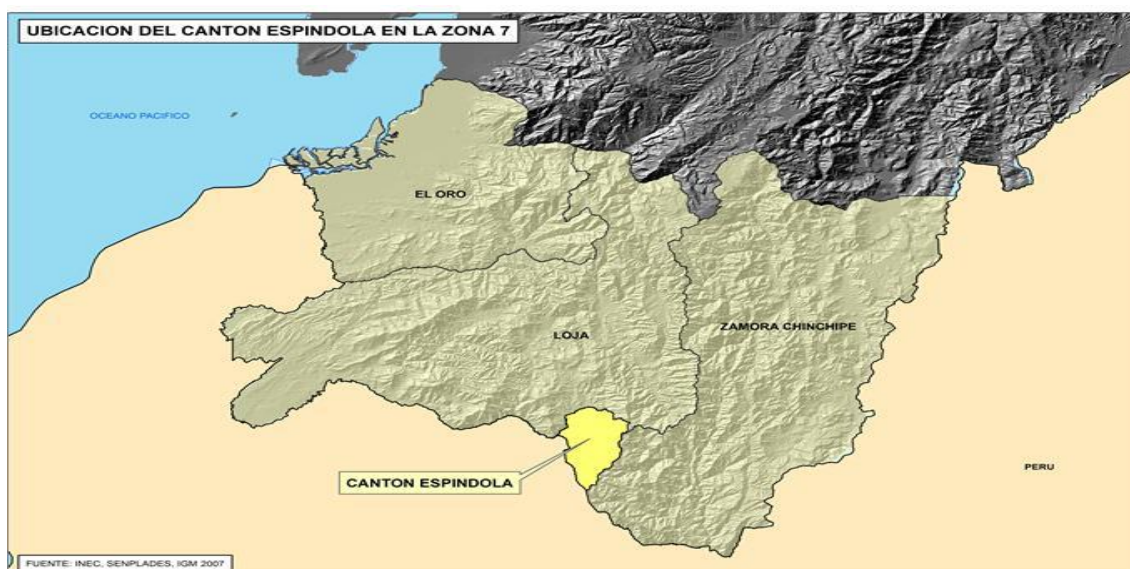 UBICACION DEL CANTON ESPINDOLA EN LA ZONA 7
OCEANO PACIFICO
EL ORO
LOJA
ZAMORA CHINCHIPE
PERU
CANTON ESPINDOLA
FUENTE: INEC, SENPLADES, IGM 2007